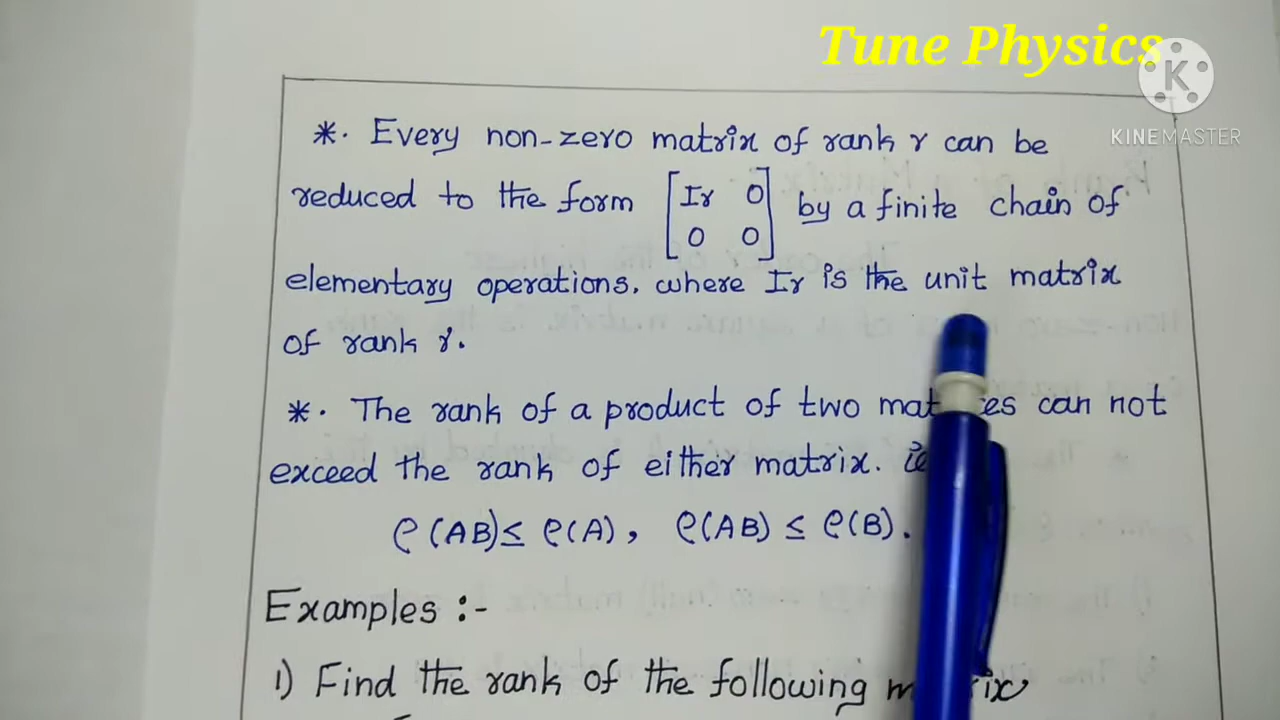 Tune Physics
KINEMASTER
*. Every non-zero matrix of rank r can be
reduced to the form [Ir 0
0 0] by a finite chain of
elementary operations, where Ir is the unit matrix
of rank r.
*. The rank of a product of two matrices can not
exceed the rank of either matrix. ie
ρ(AB) ≤ ρ(A), ρ(AB) ≤ ρ(B).
Examples :-
1) Find the rank of the following matrix